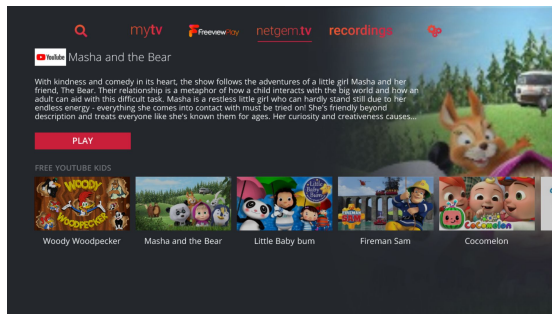 mytv
FreeviewPlay
netgem.tv
recordings
YouTube
Masha and the Bear
With kindness and comedy in its heart, the show follows the adventures of a little girl Masha and her
friend, The Bear. Their relationship is a metaphor of how a child interacts with the big world and how an
adult can aid with this difficult task. Masha is a restless little girl who can hardly stand still due to her
endless energy - everything she comes into contact with must be tried on! She's friendly beyond
description and treats everyone like she's known them for ages. Her curiosity and creativeness causes...
PLAY
FREE YOUTUBE KIDS
WOODY
WOODPECKER
Little
Baby
Bum
FIREMAN
SAM
CoComelon
Woody Woodpecker
Masha and the Bear
Little Baby bum
Fireman Sam
Cocomelon